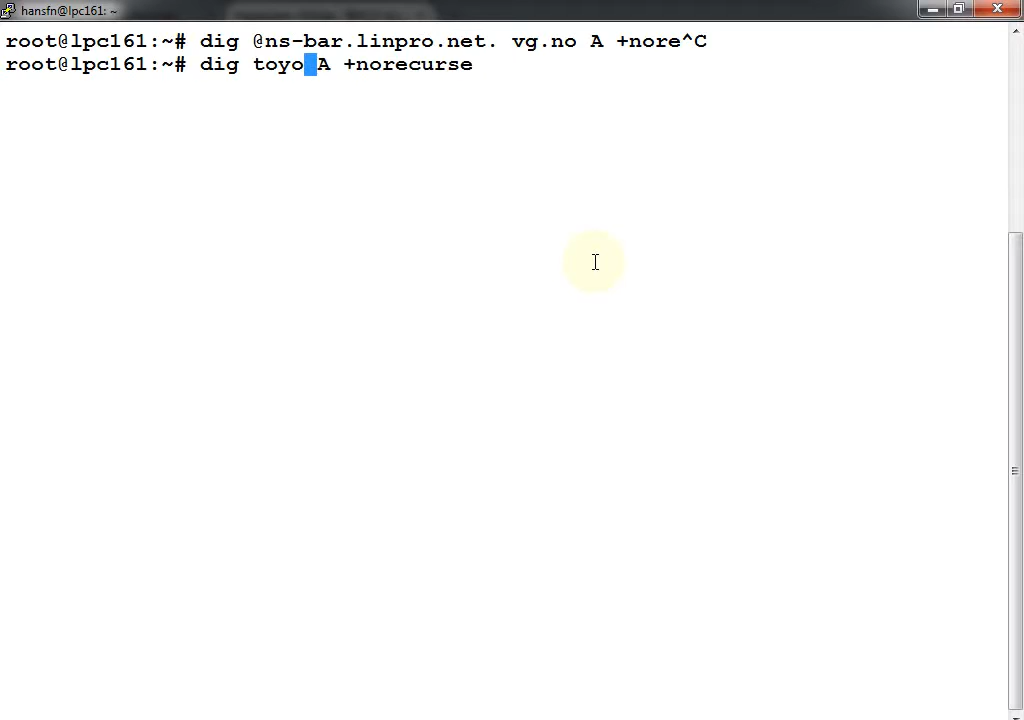 hansfn@lpc161: ~
root@lpc161:~# dig @ns-bar.linpro.net. vg.no A +nore^C
root@lpc161:~# dig toyo A +norecurse